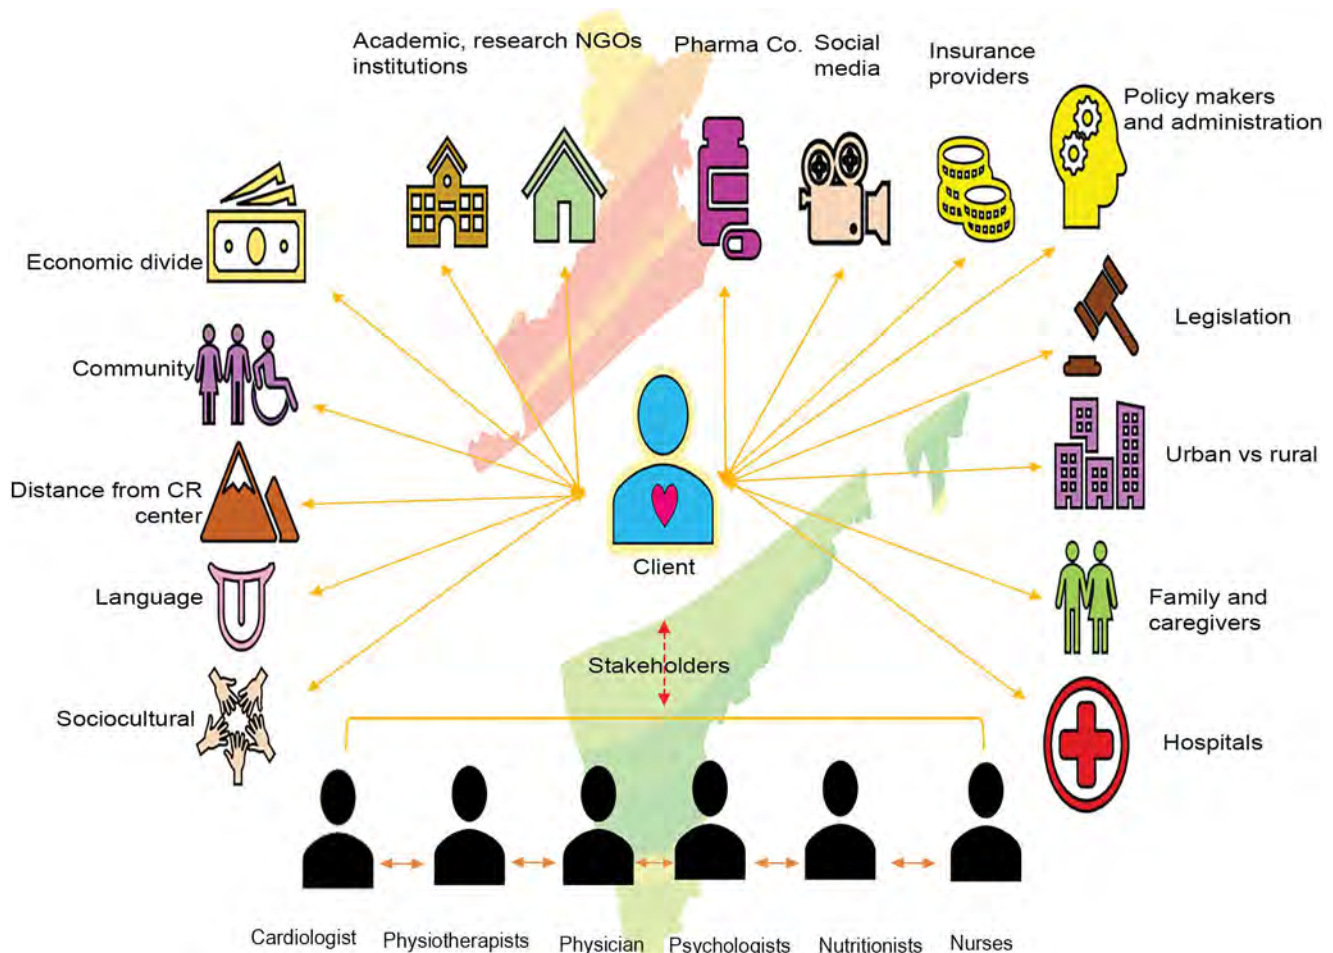 Academic, research NGOs
institutions
Pharma Co.
Social
media
Insurance
providers
Policy makers
and administration
Economic divide
Legislation
Community
Urban vs rural
Distance from CR
center
Language
Family and
caregivers
Sociocultural
Hospitals
Client
Stakeholders
Cardiologist
Physiotherapists
Physician
Psychologists
Nutritionists
Nurses